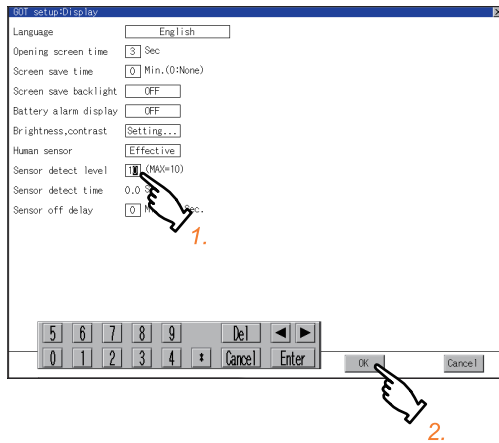 GOT setup:Display
Language English
Opening screen time 3 Sec
Screen save time 0 Min.(0:None)
Screen save backlight OFF
Battery alarm display OFF
Brightness,contrast Setting...
Human sensor Effective
Sensor detect level 10 (MAX=10)
Sensor detect time 0.0 S
Sensor off delay 0 M Sec.
1.
5 6 7 8 9 Del ◄ ►
0 1 2 3 4 * Cancel Enter
OK Cancel
2.